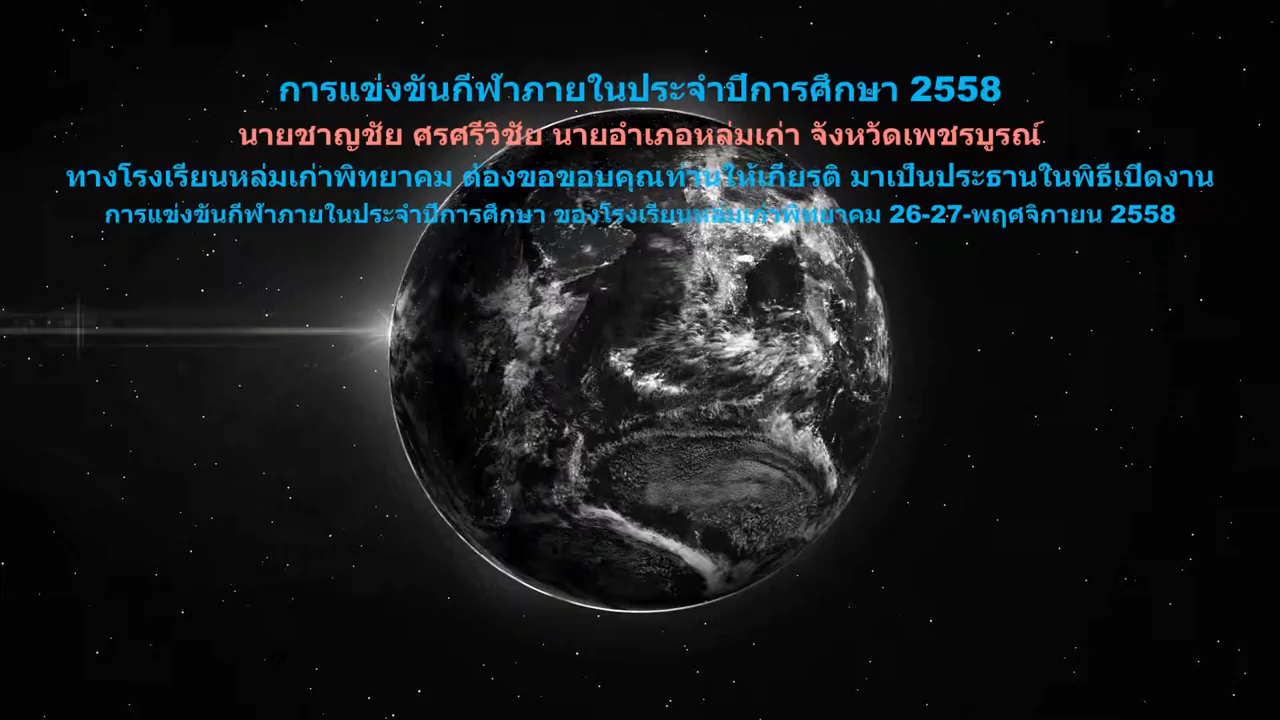 การแข่งขันกีฬาภายในประจำปีการศึกษา 2558
นายชาญชัย ศรศรีวิชัย นายอำเภอหล่มเก่า จังหวัดเพชรบูรณ์
ทางโรงเรียนหล่มเก่าพิทยาคม ต้องขอขอบคุณท่านให้เกียรติ มาเป็นประธานในพิธีเปิดงาน
การแข่งขันกีฬาภายในประจำปีการศึกษา ของโรงเรียนหล่มเก่าพิทยาคม 26-27-พฤศจิกายน 2558